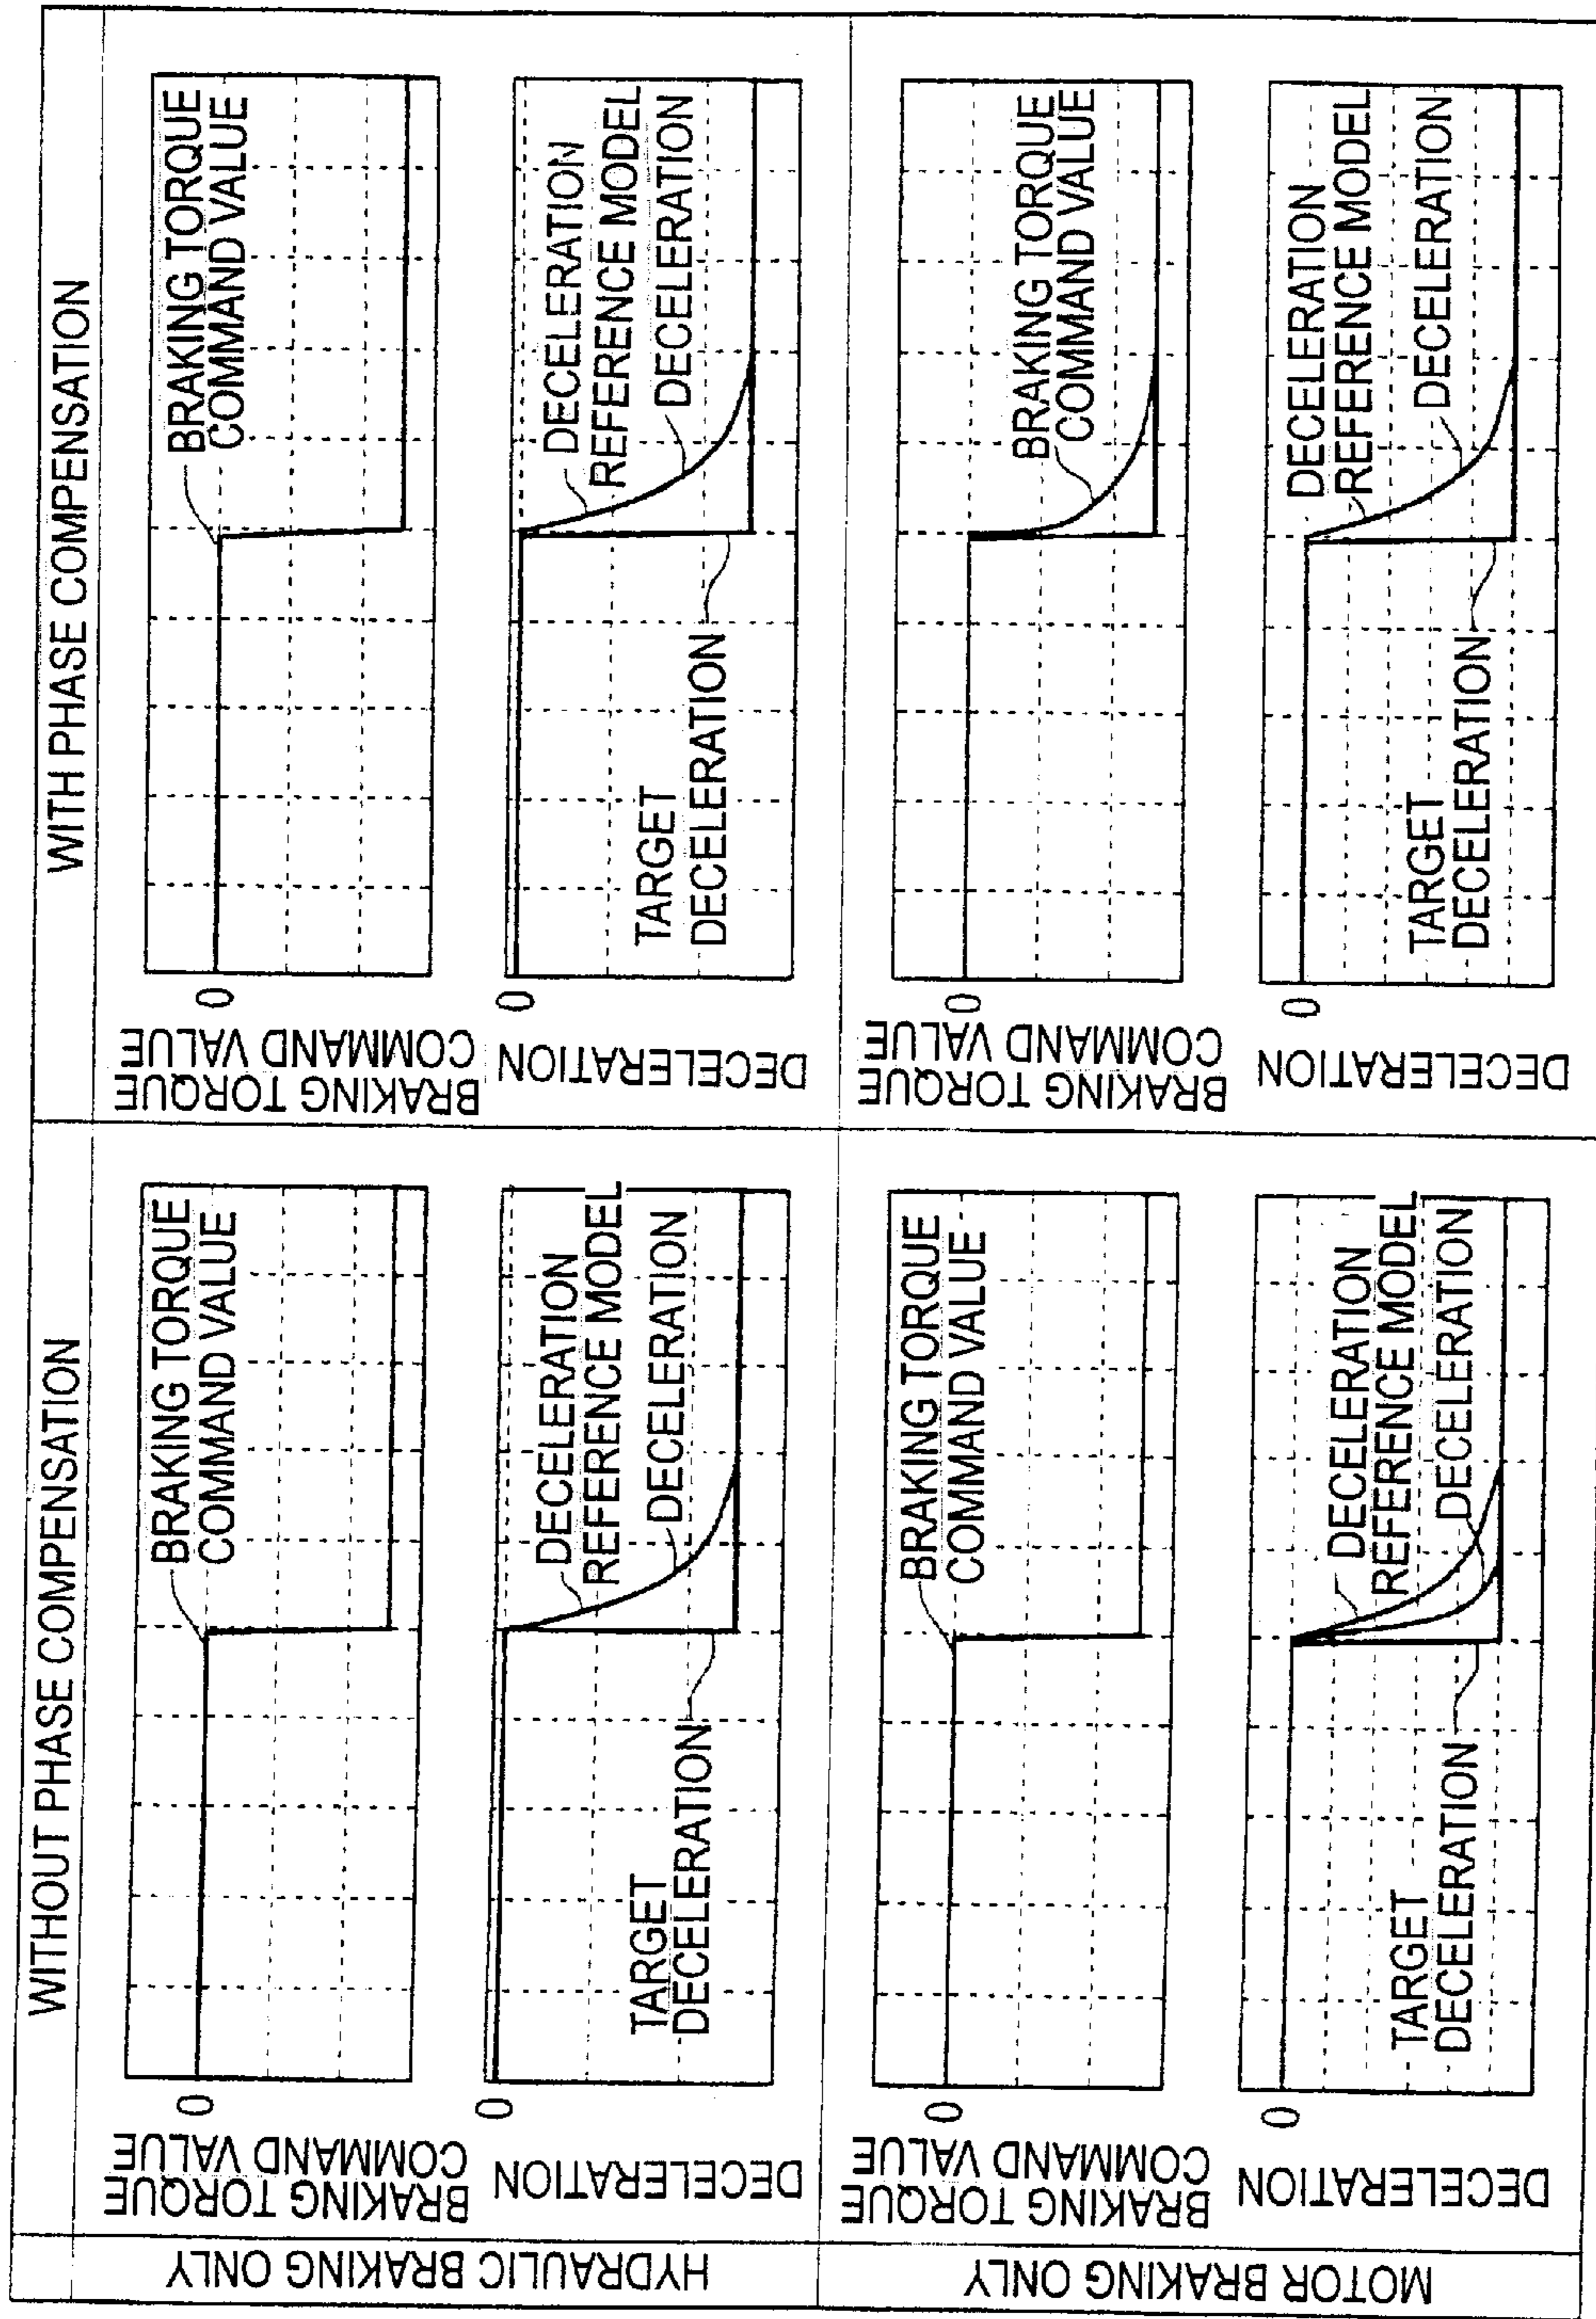 WITHOUT PHASE COMPENSATION
WITH PHASE COMPENSATION
HYDRAULIC BRAKING ONLY
BRAKING TORQUE
COMMAND VALUE
0
BRAKING TORQUE
COMMAND VALUE
DECELERATION
0
DECELERATION
REFERENCE MODEL
DECELERATION
TARGET
DECELERATION
BRAKING TORQUE
COMMAND VALUE
0
BRAKING TORQUE
COMMAND VALUE
DECELERATION
0
DECELERATION
REFERENCE MODEL
DECELERATION
TARGET
DECELERATION
MOTOR BRAKING ONLY
BRAKING TORQUE
COMMAND VALUE
0
BRAKING TORQUE
COMMAND VALUE
DECELERATION
0
DECELERATION
REFERENCE MODEL
DECELERATION
TARGET
DECELERATION
BRAKING TORQUE
COMMAND VALUE
0
BRAKING TORQUE
COMMAND VALUE
DECELERATION
0
DECELERATION
REFERENCE MODEL
DECELERATION
TARGET
DECELERATION